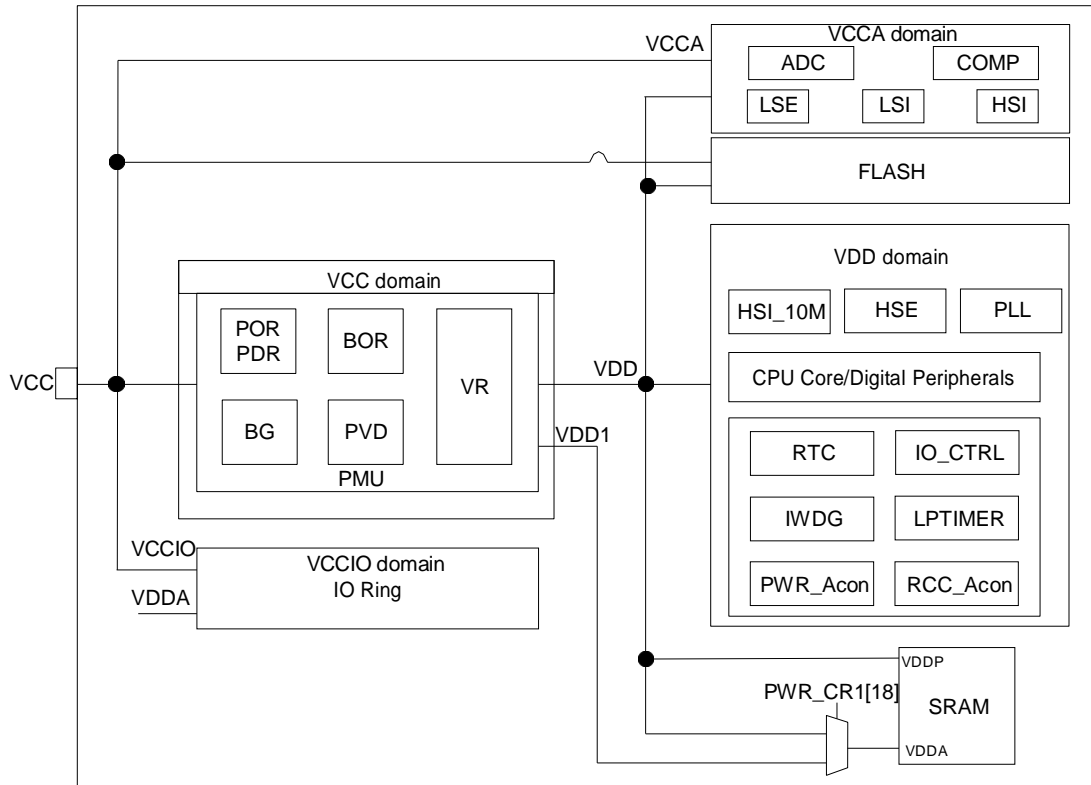 VCCA domain
VCCA
ADC
COMP
LSE
LSI
HSI
FLASH
VCC domain
POR
PDR
BOR
VR
BG
PVD
PMU
VCC
VDD
VDD1
VDD domain
HSI_10M
HSE
PLL
CPU Core/Digital Peripherals
RTC
IO_CTRL
IWDG
LPTIMER
PWR_Acon
RCC_Acon
VCCIO
VDDA
VCCIO domain
IO Ring
VDDP
PWR_CR1[18]
SRAM
VDDA